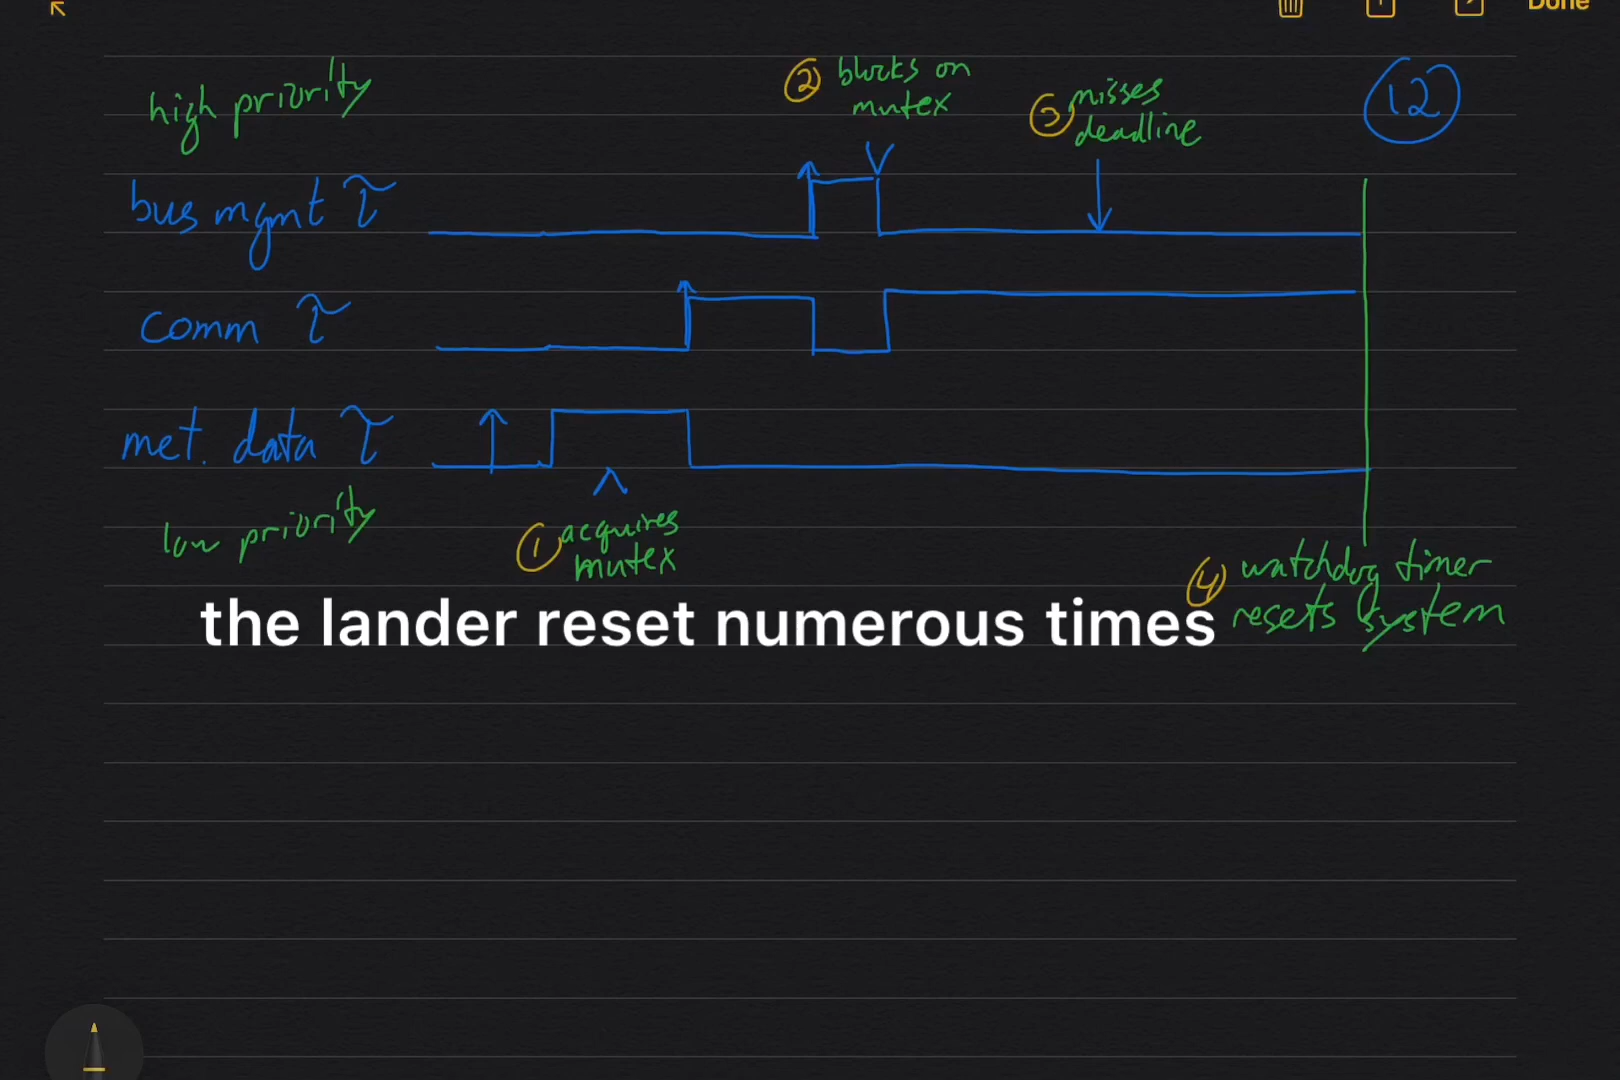 Done
high priority
② blocks on
mutex
③ misses
deadline
12
bus mgmt τ
comm τ
met. data τ
low priority
① acquires
mutex
④ watchdog timer
resets system
the lander reset numerous times